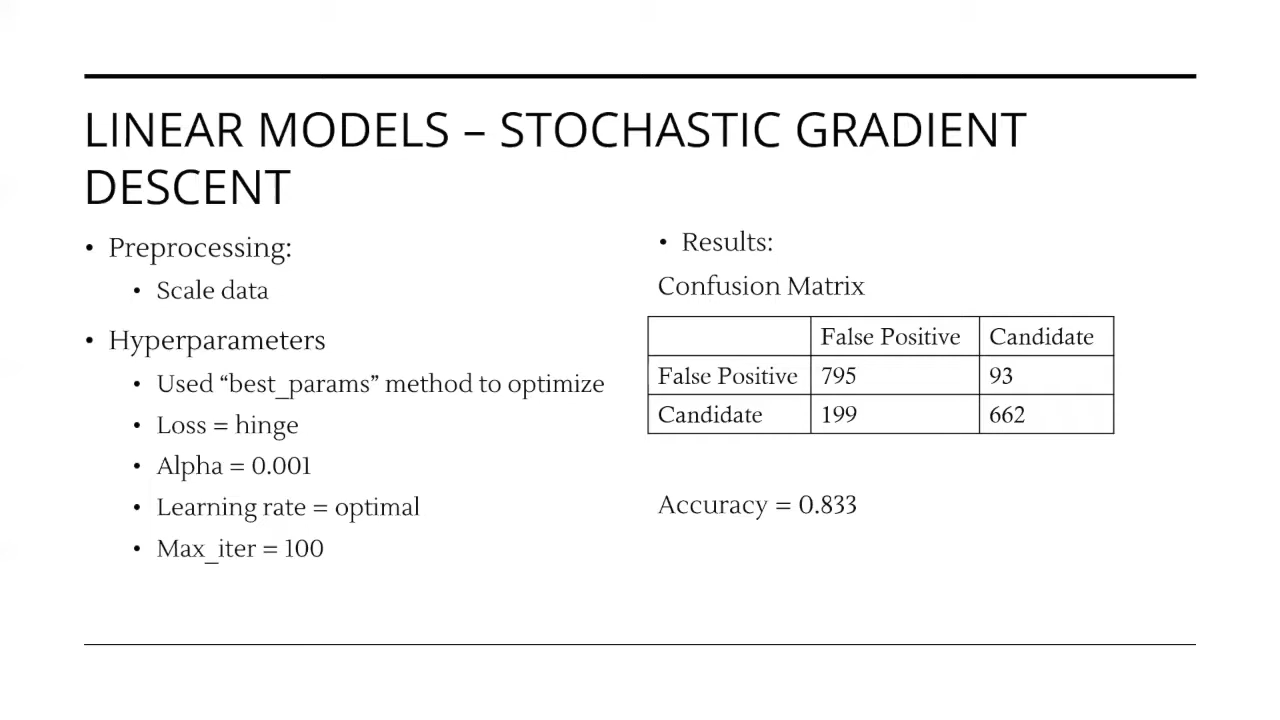 LINEAR MODELS – STOCHASTIC GRADIENT
DESCENT
• Preprocessing:
• Scale data
• Hyperparameters
• Used “best_params” method to optimize
• Loss = hinge
• Alpha = 0.001
• Learning rate = optimal
• Max_iter = 100
• Results:
Confusion Matrix
False Positive Candidate
False Positive 795 93
Candidate 199 662
Accuracy = 0.833